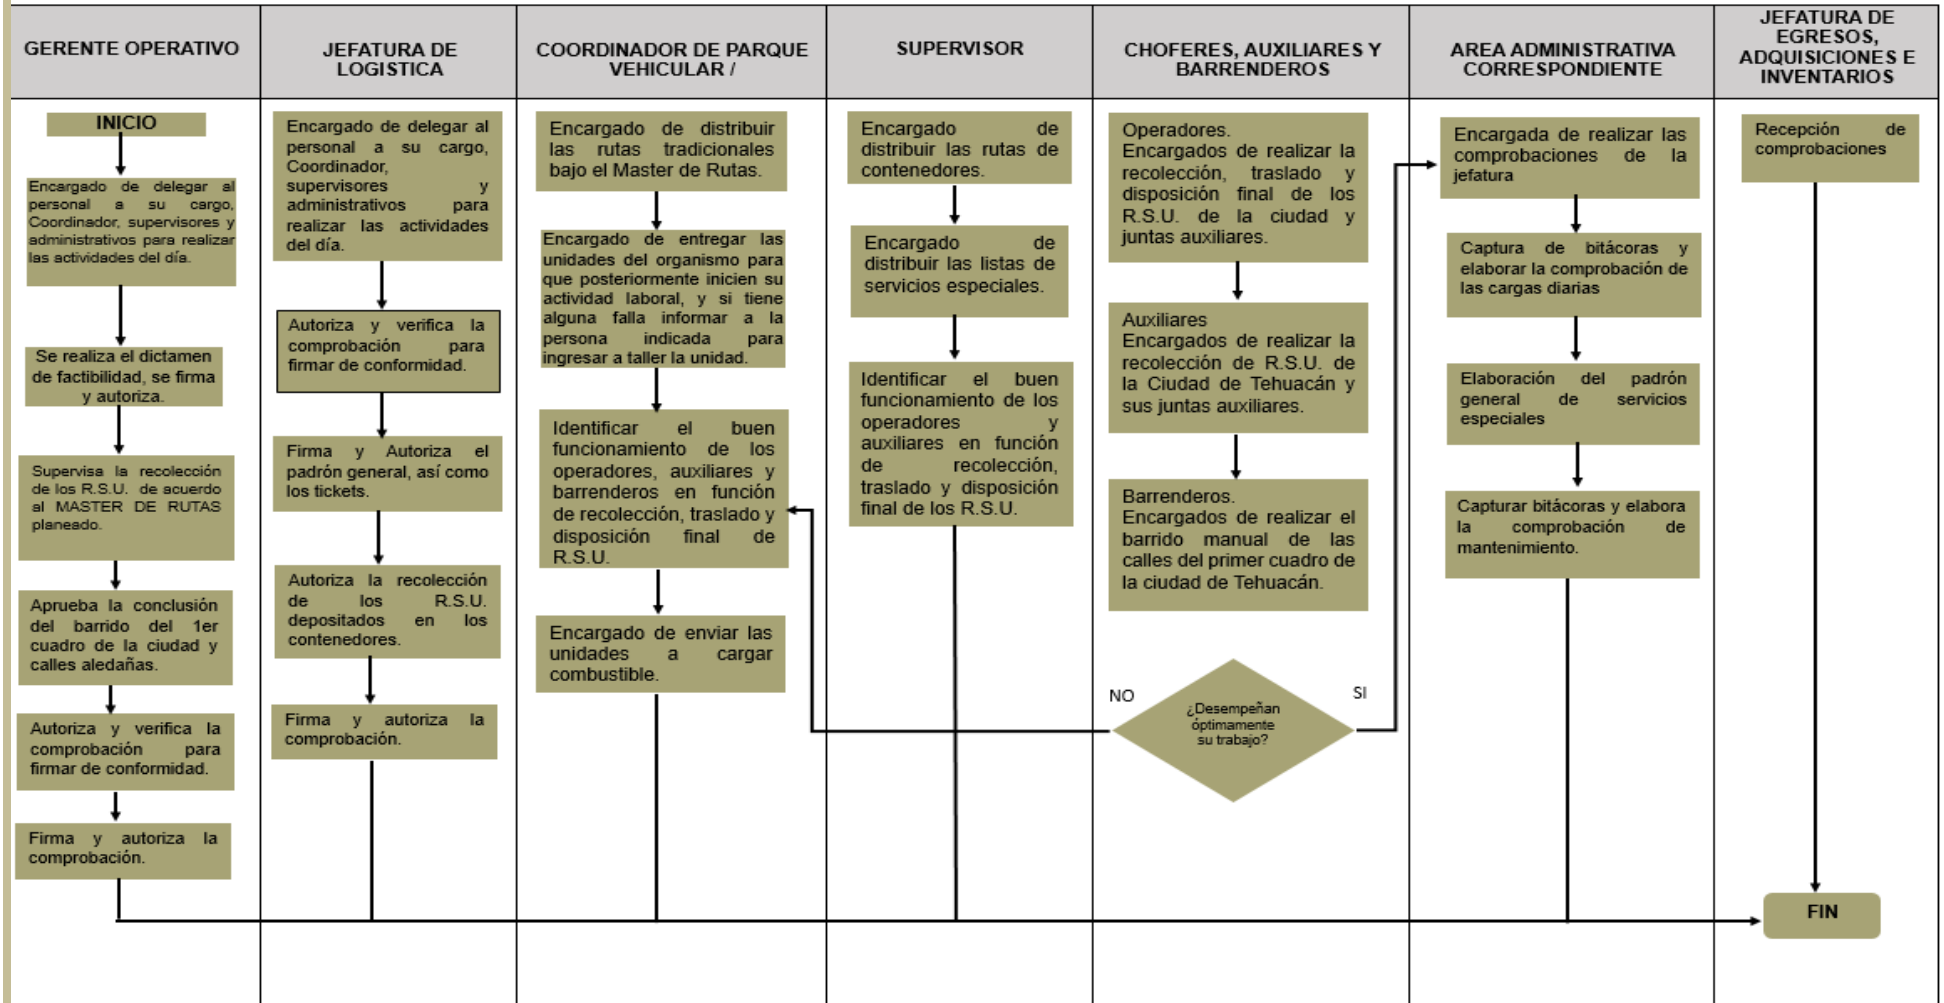 GERENTE OPERATIVO
JEFATURA DE
LOGISTICA
COORDINADOR DE PARQUE
VEHICULAR /
SUPERVISOR
CHOFERES, AUXILIARES Y
BARRENDEROS
AREA ADMINISTRATIVA
CORRESPONDIENTE
JEFATURA DE
EGRESOS,
ADQUISICIONES E
INVENTARIOS
INICIO
Encargado de delegar al
personal a su cargo,
Coordinador, supervisores y
administrativos para realizar
las actividades del día.
Se realiza el dictamen
de factibilidad, se firma
y autoriza.
Supervisa la recolección
de los R.S.U. de acuerdo
al MASTER DE RUTAS
planeado.
Aprueba la conclusión
del barrido del 1er
cuadro de la ciudad y
calles aledañas.
Autoriza y verifica la
comprobación para
firmar de conformidad.
Firma y autoriza la
comprobación.
Encargado de delegar al
personal a su cargo,
Coordinador,
supervisores y
administrativos para
realizar las actividades
del día.
Autoriza y verifica la
comprobación para
firmar de conformidad.
Firma y Autoriza el
padrón general, así como
los tickets.
Autoriza la recolección
de los R.S.U.
depositados en los
contenedores.
Firma y autoriza la
comprobación.
Encargado de distribuir
las rutas tradicionales
bajo el Master de Rutas.
Encargado de entregar las
unidades del organismo para
que posteriormente inicien su
actividad laboral, y si tiene
alguna falla informar a la
persona indicada para
ingresar a taller la unidad.
Identificar el buen
funcionamiento de los
operadores, auxiliares y
barrenderos en función
de recolección, traslado y
disposición final de
R.S.U.
Encargado de enviar las
unidades a cargar
combustible.
Encargado de
distribuir las rutas de
contenedores.
Encargado de
distribuir las listas de
servicios especiales.
Identificar el buen
funcionamiento de los
operadores y
auxiliares en función
de recolección,
traslado y disposición
final de los R.S.U.
Operadores.
Encargados de realizar la
recolección, traslado y
disposición final de los
R.S.U. de la ciudad y
juntas auxiliares.
Auxiliares
Encargados de realizar la
recolección de R.S.U. de
la Ciudad de Tehuacán y
sus juntas auxiliares.
Barrenderos.
Encargados de realizar el
barrido manual de las
calles del primer cuadro de
la ciudad de Tehuacán.
NO
¿Desempeñan
óptimamente
su trabajo?
SI
Encargada de realizar las
comprobaciones de la
jefatura
Captura de bitácoras y
elaborar la comprobación de
las cargas diarias
Elaboración del padrón
general de servicios
especiales
Capturar bitácoras y elabora
la comprobación de
mantenimiento.
Recepción de
comprobaciones
FIN